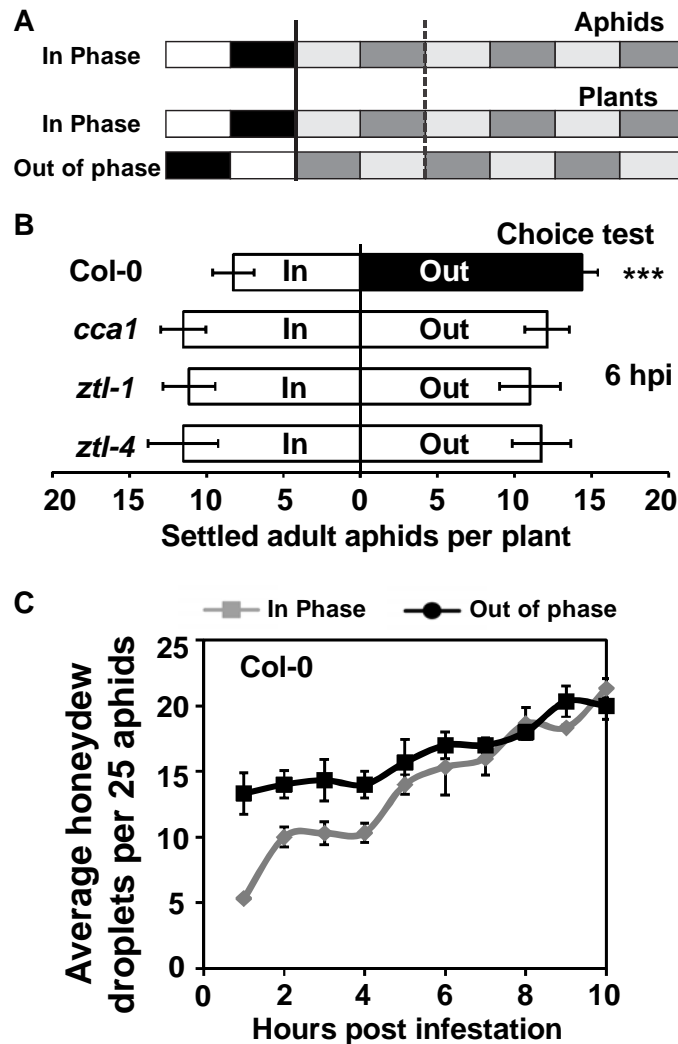 A
Aphids
In Phase
Plants
In Phase
Out of phase
B
Choice test
Col-0 In Out ***
cca1 In Out
6 hpi
ztl-1 In Out
ztl-4 In Out
20 15 10 5 0 5 10 15 20
Settled adult aphids per plant
C
In Phase Out of phase
Col-0
Average honeydew
droplets per 25 aphids
25
20
15
10
5
0
0 2 4 6 8 10
Hours post infestation